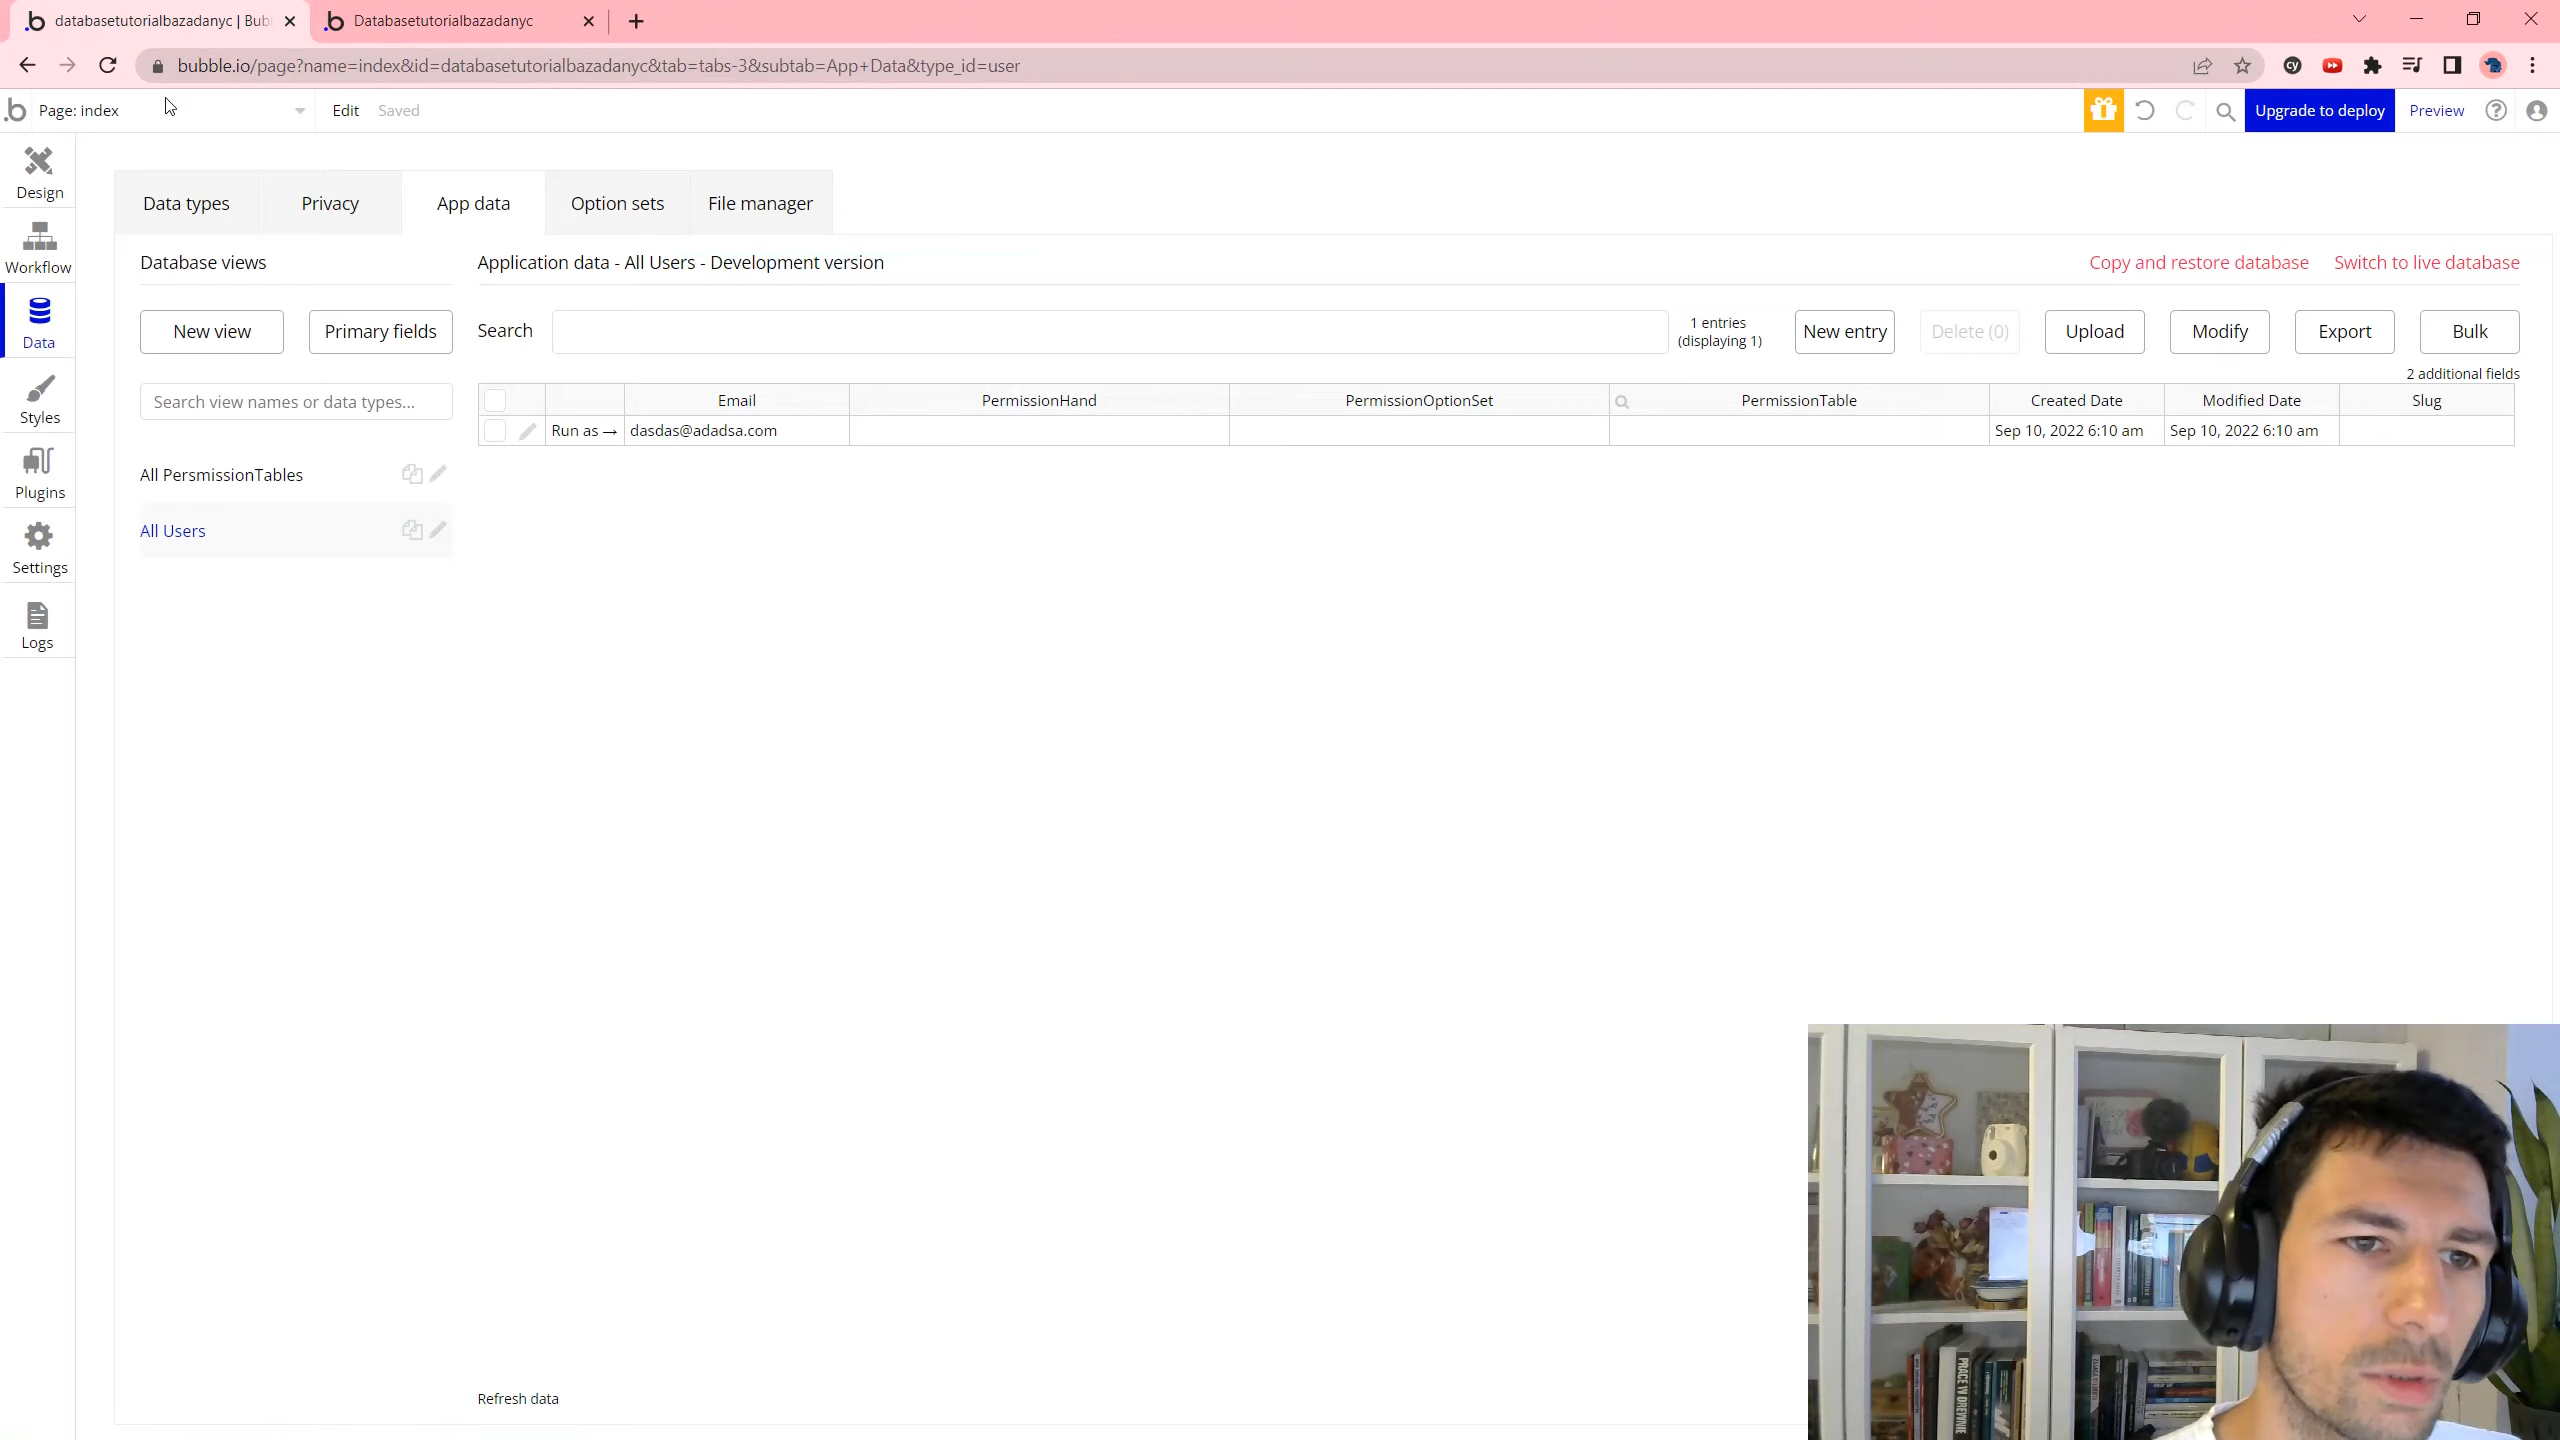 databasetutorialbazadanyc | Bub
Databasetutorialbazadanyc
bubble.io/page?name=index&id=databasetutorialbazadanyc&tab=tabs-3&subtab=App+Data&type_id=user
Page: index
Edit
Saved
Upgrade to deploy
Preview
Design
Workflow
Data
Styles
Plugins
Settings
Logs
Data types
Privacy
App data
Option sets
File manager
Database views
Application data - All Users - Development version
Copy and restore database
Switch to live database
New view
Primary fields
Search
1 entries
(displaying 1)
New entry
Delete (0)
Upload
Modify
Export
Bulk
2 additional fields
Search view names or data types...
Email
PermissionHand
PermissionOptionSet
PermissionTable
Created Date
Modified Date
Slug
Run as →
dasdas@adadsa.com
Sep 10, 2022 6:10 am
Sep 10, 2022 6:10 am
All PersmissionTables
All Users
Refresh data
PRACE W DREWNIE